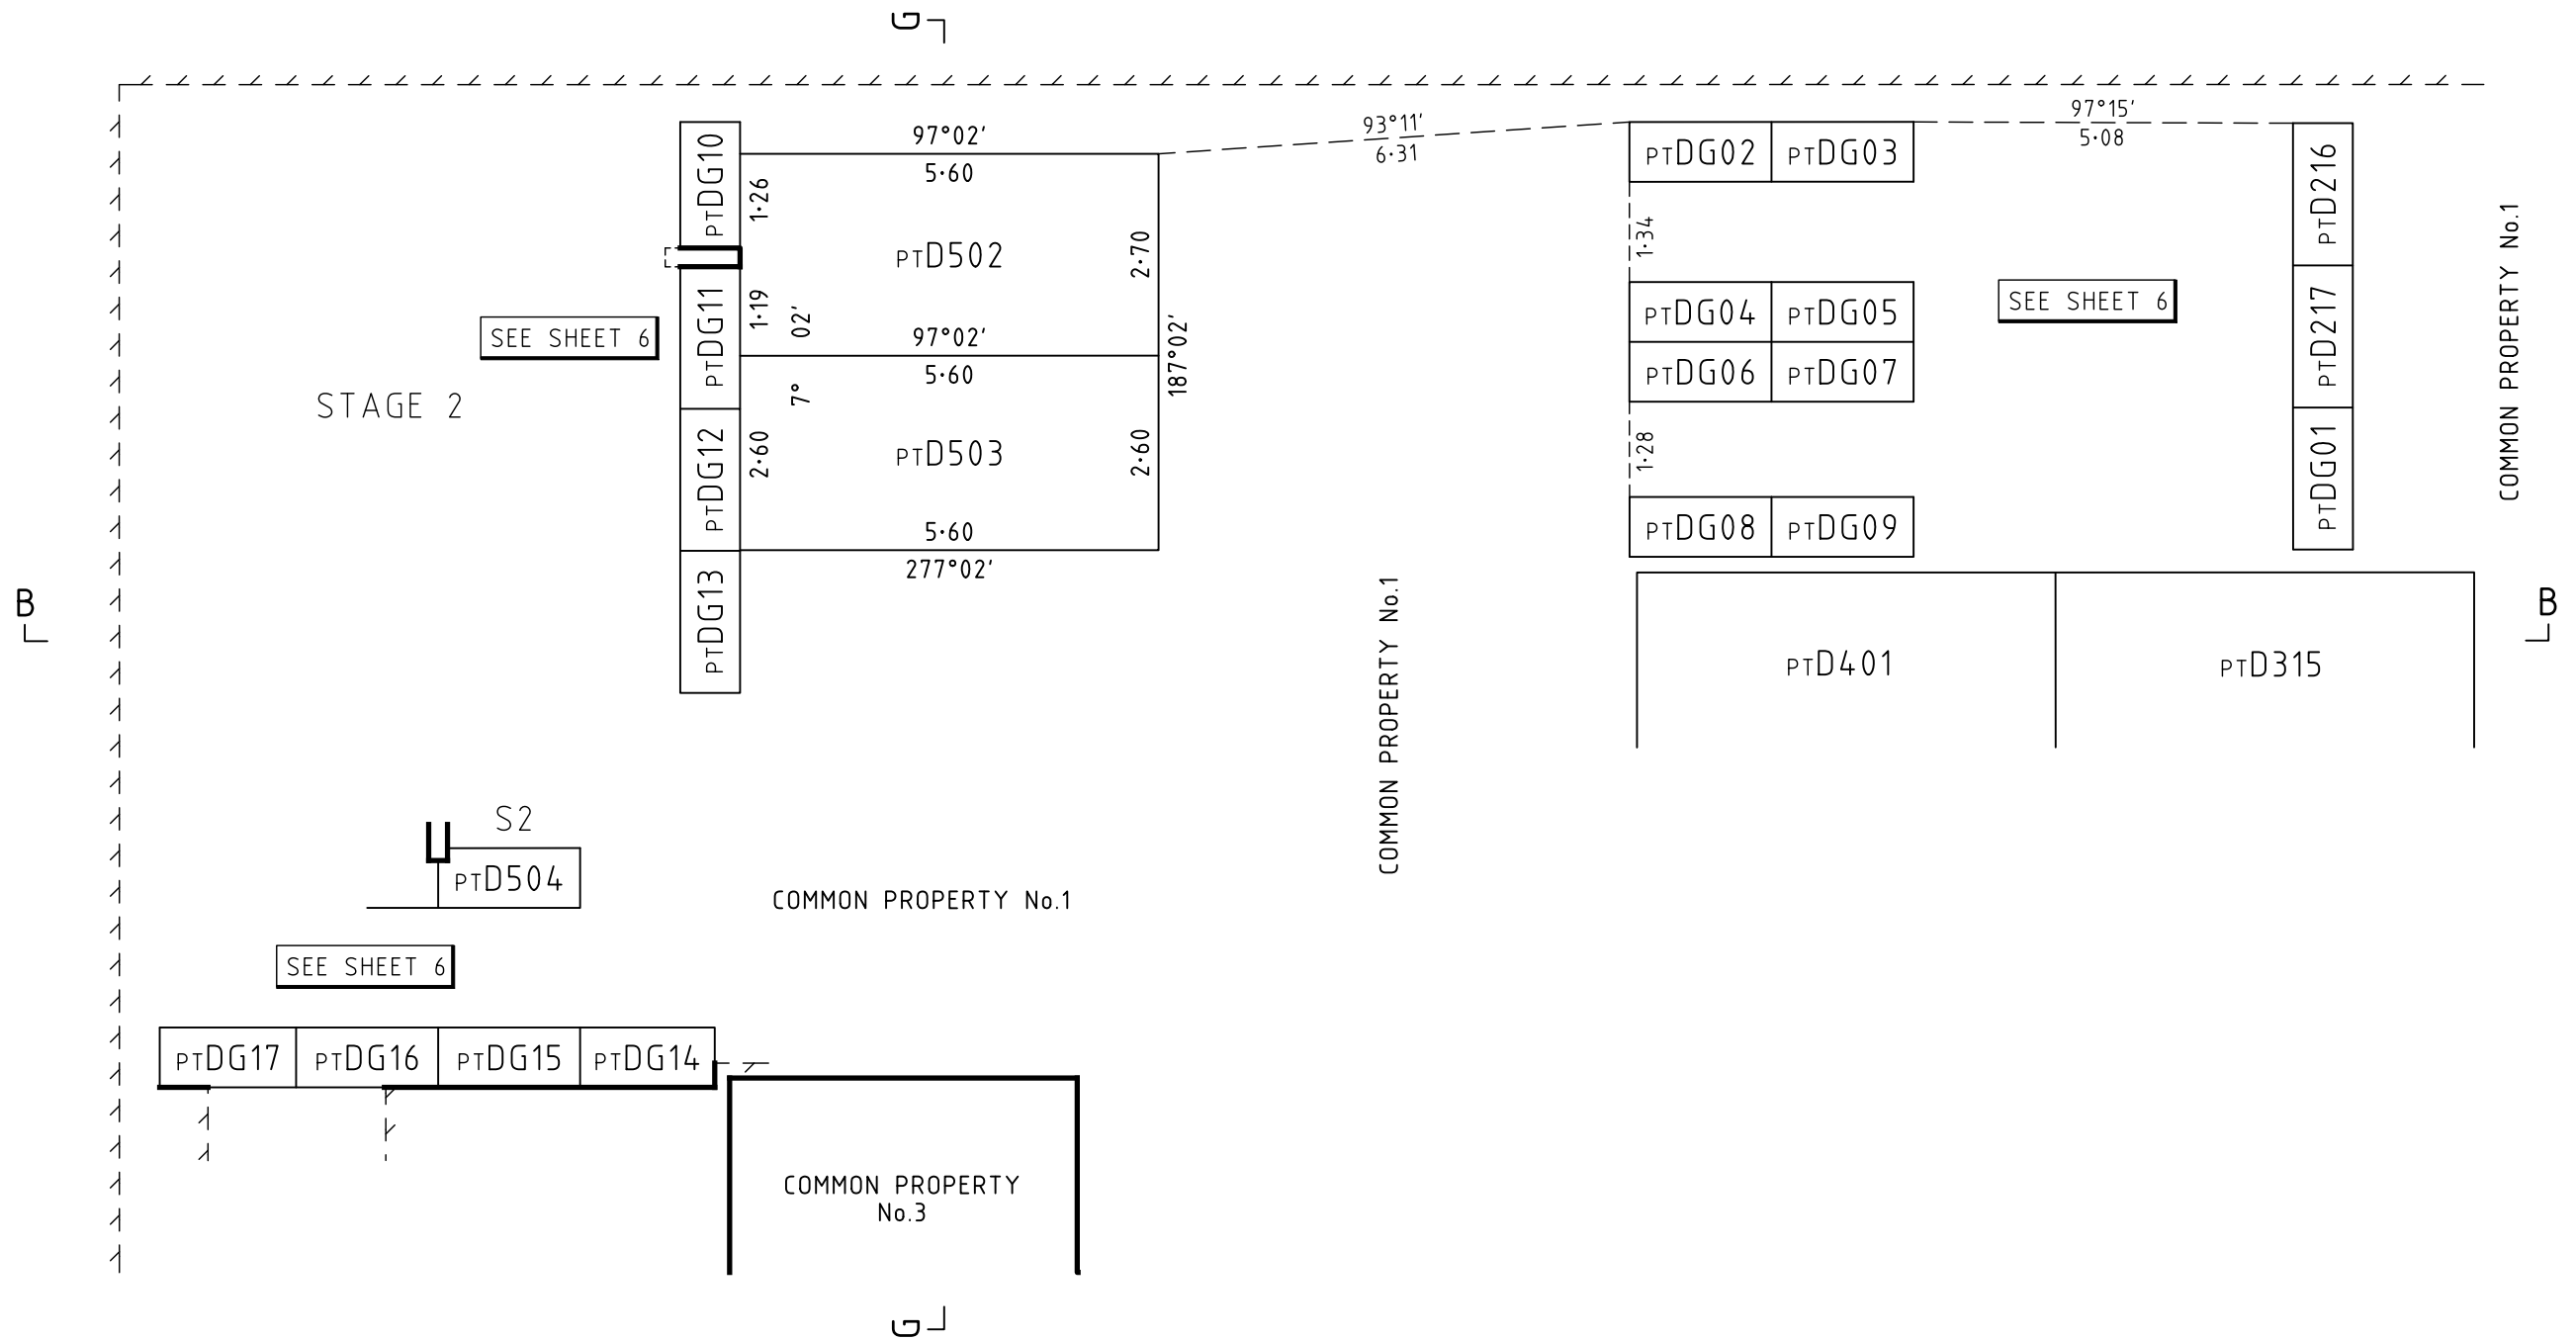 G
97°02'
5·60
93°11'
6·31
97°15'
5·08
PTDG10
1·26
PTD502
2·70
PTDG02
PTDG03
1·34
PTD216
COMMON PROPERTY No.1
SEE SHEET 6
PTDG11
1·19
7° 02'
97°02'
5·60
187°02'
PTDG04
PTDG05
PTDG06
PTDG07
SEE SHEET 6
PTD217
STAGE 2
PTDG12
2·60
PTD503
2·60
5·60
277°02'
1·28
PTDG08
PTDG09
PTDG01
B
PTDG13
COMMON PROPERTY No.1
PTD401
PTD315
B
S2
PTD504
COMMON PROPERTY No.1
SEE SHEET 6
PTDG17
PTDG16
PTDG15
PTDG14
COMMON PROPERTY
No.3
G